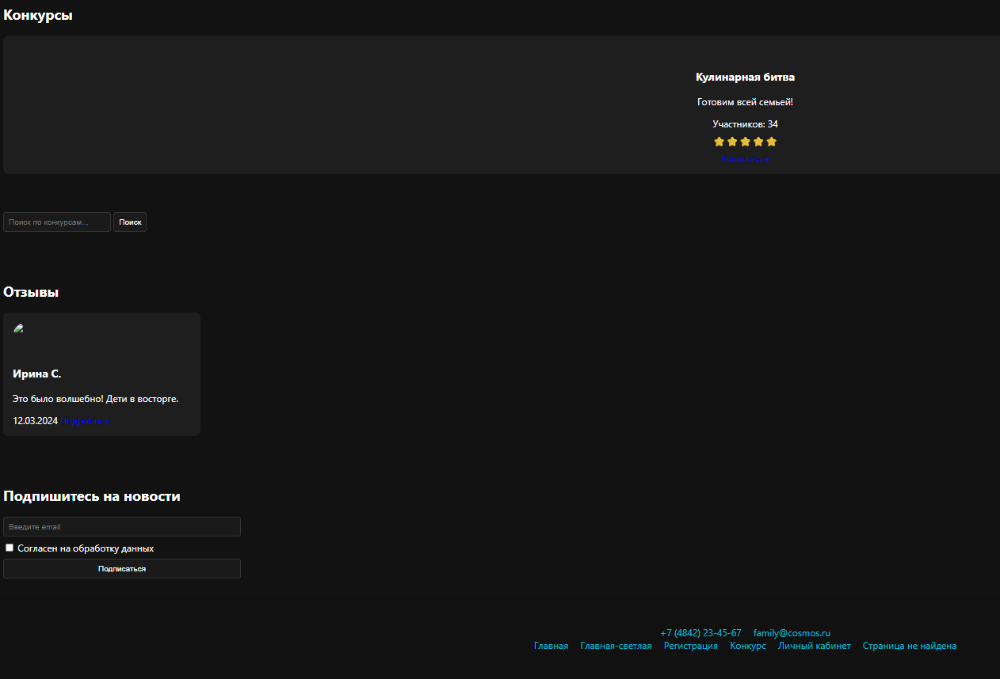 Конкурсы
Кулинарная битва
Готовим всей семьей!
Участников: 34
Записаться
Поиск по конкурсам...
Поиск
Отзывы
Ирина С.
Это было волшебно! Дети в восторге.
12.03.2024 Подробнее
Подпишитесь на новости
Введите email
Согласен на обработку данных
Подписаться
+7 (4842) 23-45-67 family@cosmos.ru
Главная Главная-светлая Регистрация Конкурс Личный кабинет Страница не найдена